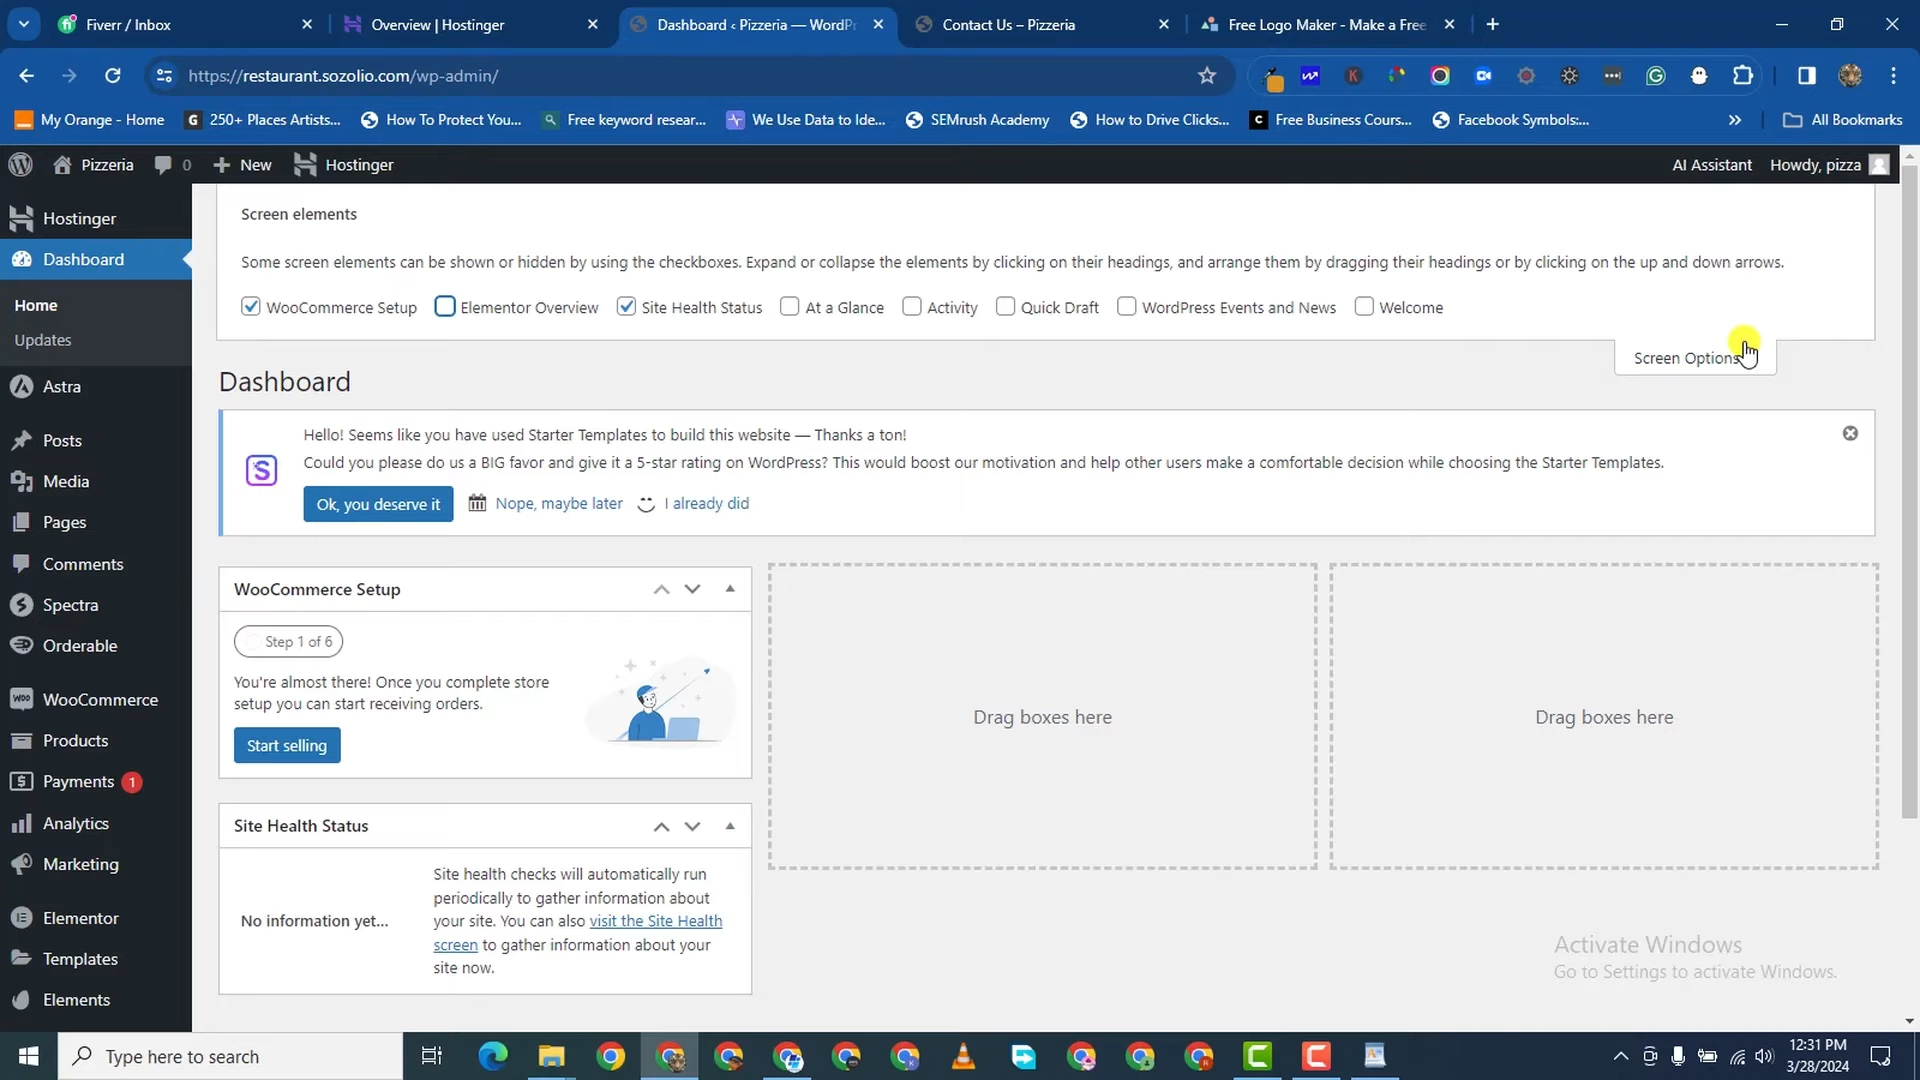 Fiverr / Inbox
Overview | Hostinger
Dashboard ‹ Pizzeria — WordPr
Contact Us – Pizzeria
Free Logo Maker - Make a Free
https://restaurant.sozolio.com/wp-admin/
My Orange - Home
250+ Places Artists...
How To Protect You...
Free keyword resear...
We Use Data to Ide...
SEMrush Academy
How to Drive Clicks...
Free Business Cours...
Facebook Symbols:...
All Bookmarks
Pizzeria
0
New
Hostinger
AI Assistant
Howdy, pizza
Hostinger
Dashboard
Home
Updates
Astra
Posts
Media
Pages
Comments
Spectra
Orderable
WooCommerce
Products
Payments 1
Analytics
Marketing
Elementor
Templates
Elements
Screen elements
Some screen elements can be shown or hidden by using the checkboxes. Expand or collapse the elements by clicking on their headings, and arrange them by dragging their headings or by clicking on the up and down arrows.
WooCommerce Setup Elementor Overview Site Health Status At a Glance Activity Quick Draft WordPress Events and News Welcome
Screen Options
Dashboard
Hello! Seems like you have used Starter Templates to build this website — Thanks a ton!
Could you please do us a BIG favor and give it a 5-star rating on WordPress? This would boost our motivation and help other users make a comfortable decision while choosing the Starter Templates.
Ok, you deserve it
Nope, maybe later
I already did
WooCommerce Setup
Step 1 of 6
You're almost there! Once you complete store
setup you can start receiving orders.
Start selling
Site Health Status
No information yet...
Site health checks will automatically run
periodically to gather information about
your site. You can also visit the Site Health
screen to gather information about your
site now.
Drag boxes here
Drag boxes here
Activate Windows
Go to Settings to activate Windows.
Type here to search
12:31 PM
3/28/2024